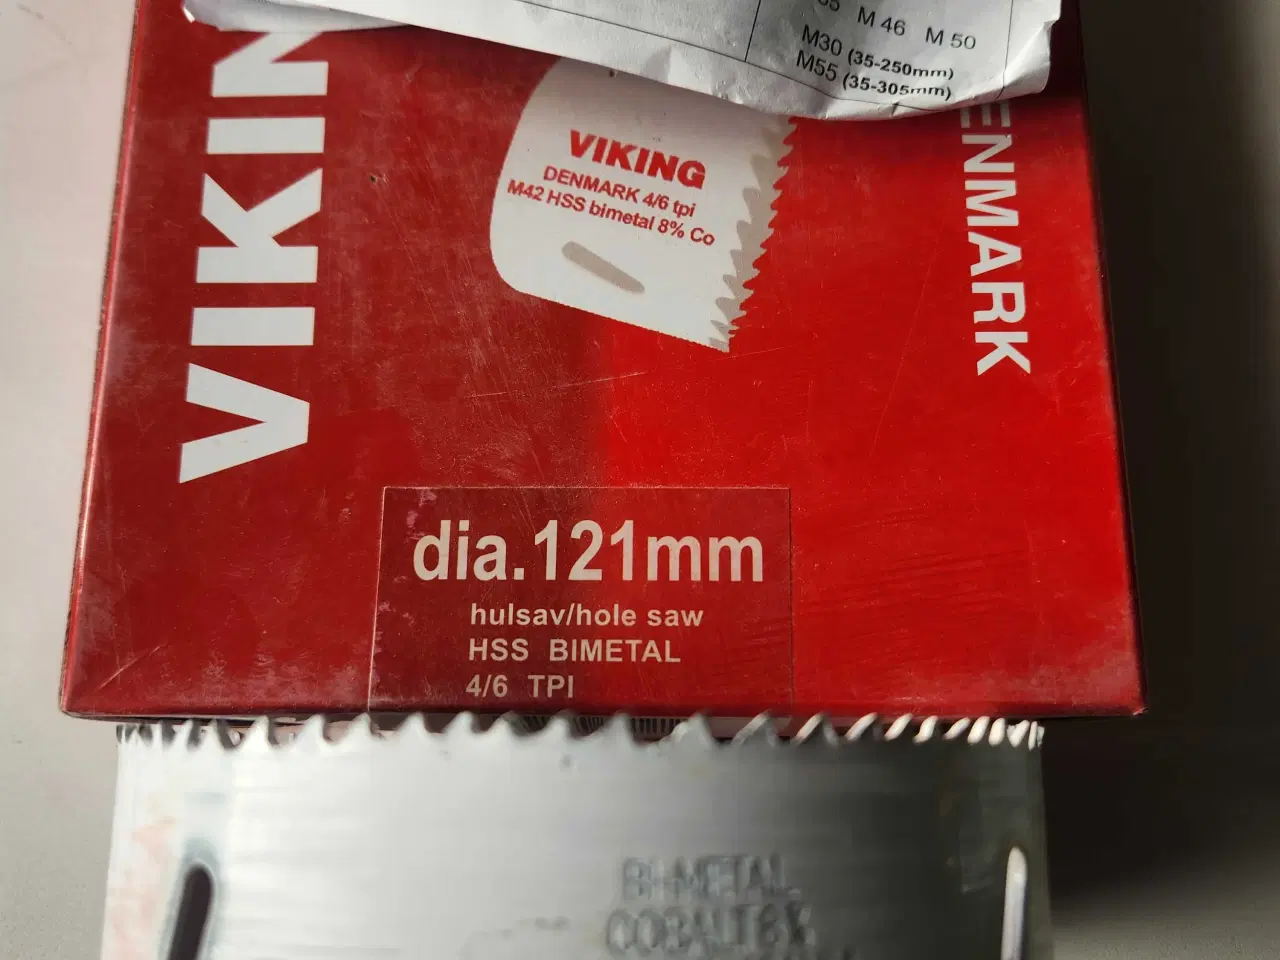 M 46 M 50
M30 (35-250mm)
M55 (35-305mm)
VIKIN
ENMARK
VIKING
DENMARK 4/6 tpi
M42 HSS bimetal 8% Co
dia.121mm
hulsav/hole saw
HSS BIMETAL
4/6 TPI
BI-METAL